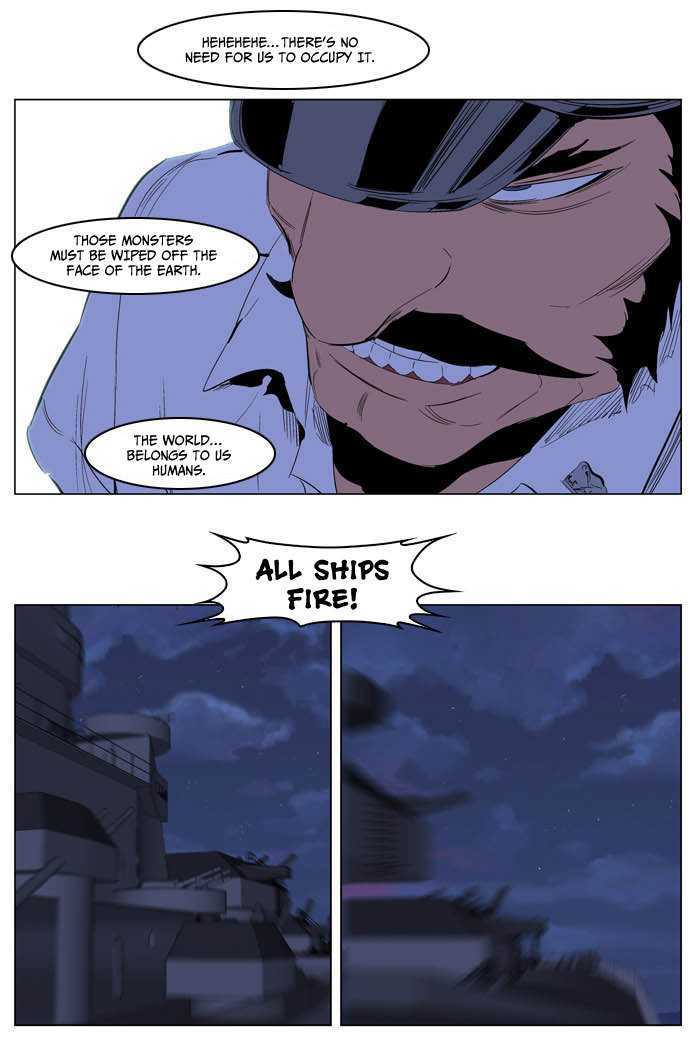 HEHEHEHE...THERE'S NO
NEED FOR US TO OCCUPY IT.
THOSE MONSTERS
MUST BE WIPED OFF THE
FACE OF THE EARTH.
THE WORLD...
BELONGS TO US
HUMANS.
ALL SHIPS
FIRE!